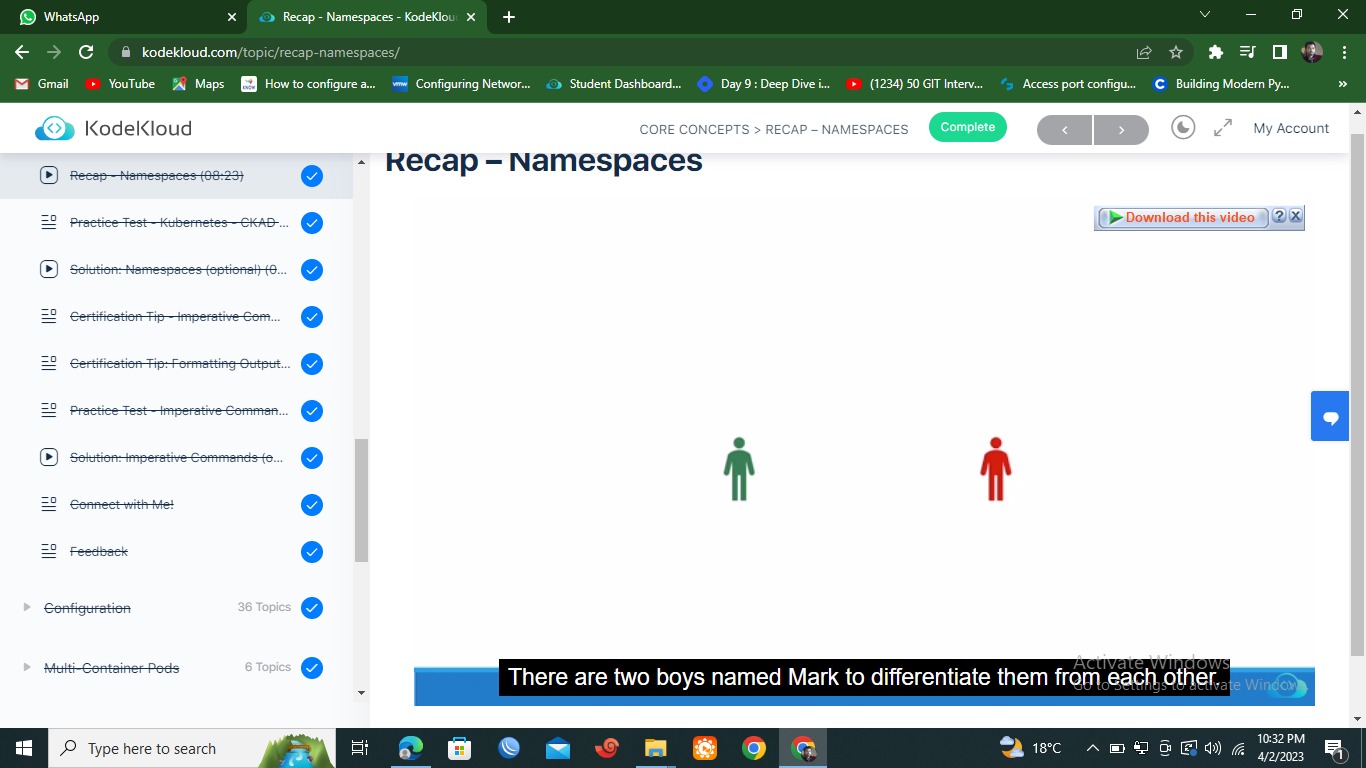 WhatsApp
Recap - Namespaces - KodeKlou
kodekloud.com/topic/recap-namespaces/
Gmail
YouTube
Maps
How to configure a...
Configuring Networ...
Student Dashboard...
Day 9 : Deep Dive i...
(1234) 50 GIT Interv...
Access port configu...
Building Modern Py...
»
KodeKloud
CORE CONCEPTS > RECAP – NAMESPACES
Complete
My Account
Recap - Namespaces (08:23)
Practice Test - Kubernetes - CKAD ...
Solution: Namespaces (optional) (0...
Certification Tip - Imperative Com...
Certification Tip: Formatting Output...
Practice Test - Imperative Comman...
Solution: Imperative Commands (o...
Connect with Me!
Feedback
Configuration 36 Topics
Multi-Container Pods 6 Topics
Recap – Namespaces
Download this video
There are two boys named Mark to differentiate them from each other.
Activate Windows
Go to Settings to activate Windows.
Type here to search
18°C
10:32 PM
4/2/2023
1